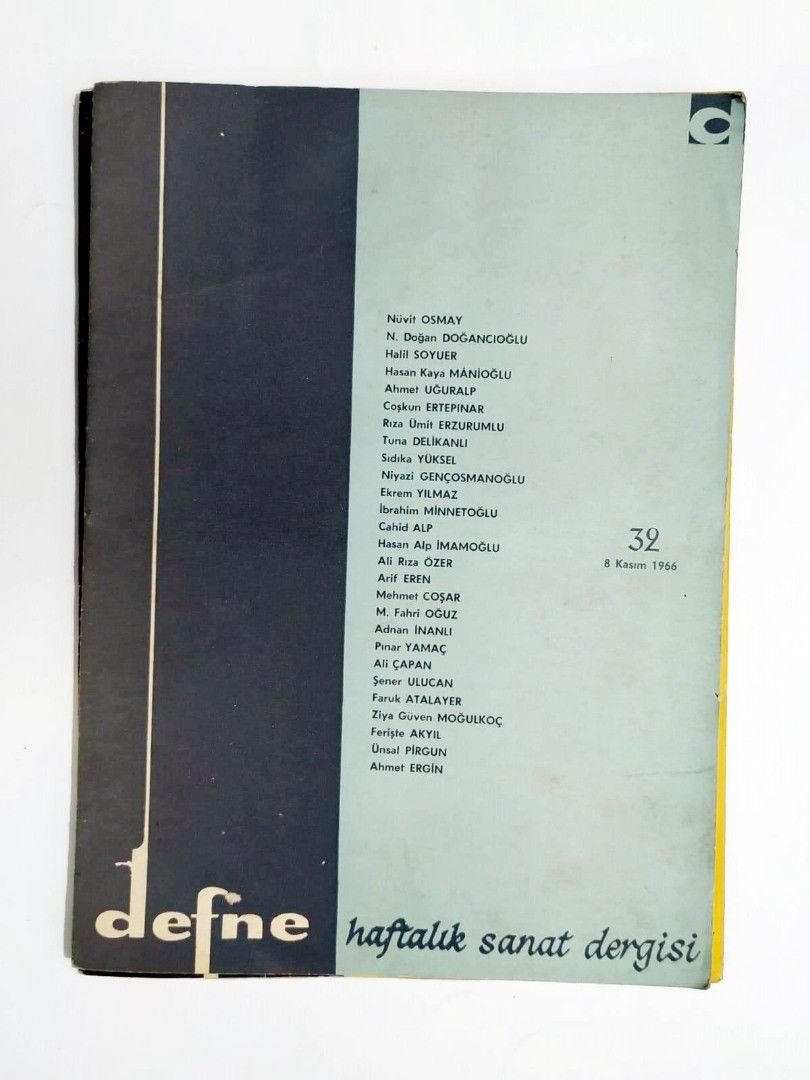 d
Nüvit OSMAY
N. Doğan DOĞANCIOĞLU
Halil SOYUER
Hasan Kaya MÂNİOĞLU
Ahmet UĞURALP
Coşkun ERTEPINAR
Rıza Ümit ERZURUMLU
Tuna DELİKANLI
Sıdıka YÜKSEL
Niyazi GENÇOSMANOĞLU
Ekrem YILMAZ
İbrahim MİNNETOĞLU
Cahid ALP
Hasan Alp İMAMOĞLU
Ali Rıza ÖZER
Arif EREN
Mehmet COŞAR
M. Fahri OĞUZ
Adnan İNANLI
Pınar YAMAÇ
Ali ÇAPAN
Şener ULUCAN
Faruk ATALAYER
Ziya Güven MOĞULKOÇ
Ferişte AKYIL
Ünsal PİRGUN
Ahmet ERGİN
32
8 Kasım 1966
defne
haftalık sanat dergisi